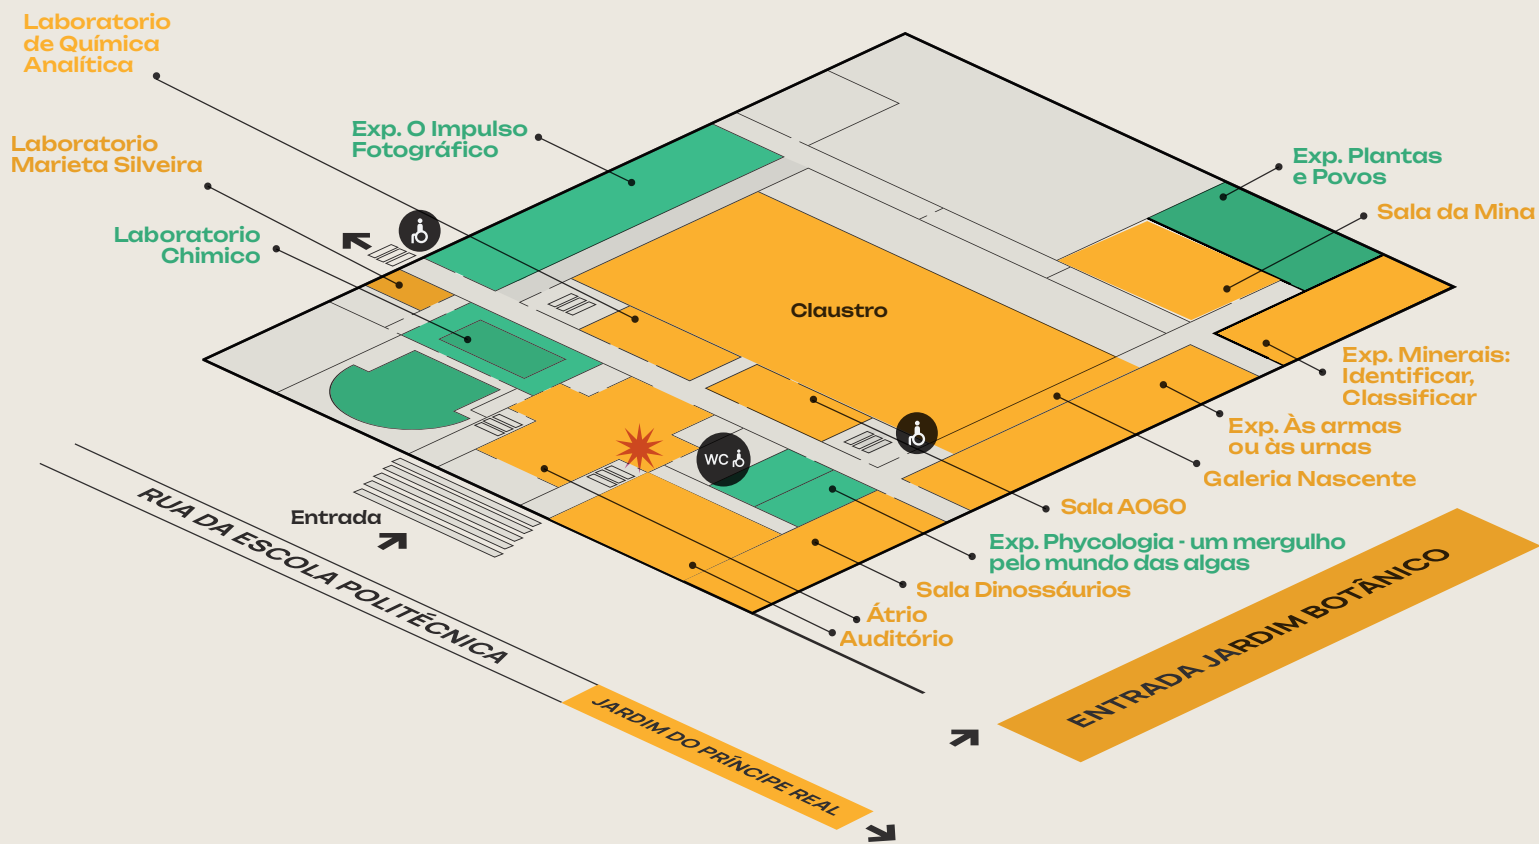 Laboratorio
de Química
Analítica
Laboratorio
Marieta Silveira
Laboratorio
Chimico
Exp. O Impulso
Fotográfico
Exp. Plantas
e Povos
Sala da Mina
Claustro
Exp. Minerais:
Identificar,
Classificar
Exp. Às armas
ou às urnas
Galeria Nascente
Sala A060
WC
Exp. Phycologia - um mergulho
pelo mundo das algas
Sala Dinossáurios
Átrio
Auditório
Entrada
RUA DA ESCOLA POLITÉCNICA
JARDIM DO PRÍNCIPE REAL
ENTRADA JARDIM BOTÂNICO